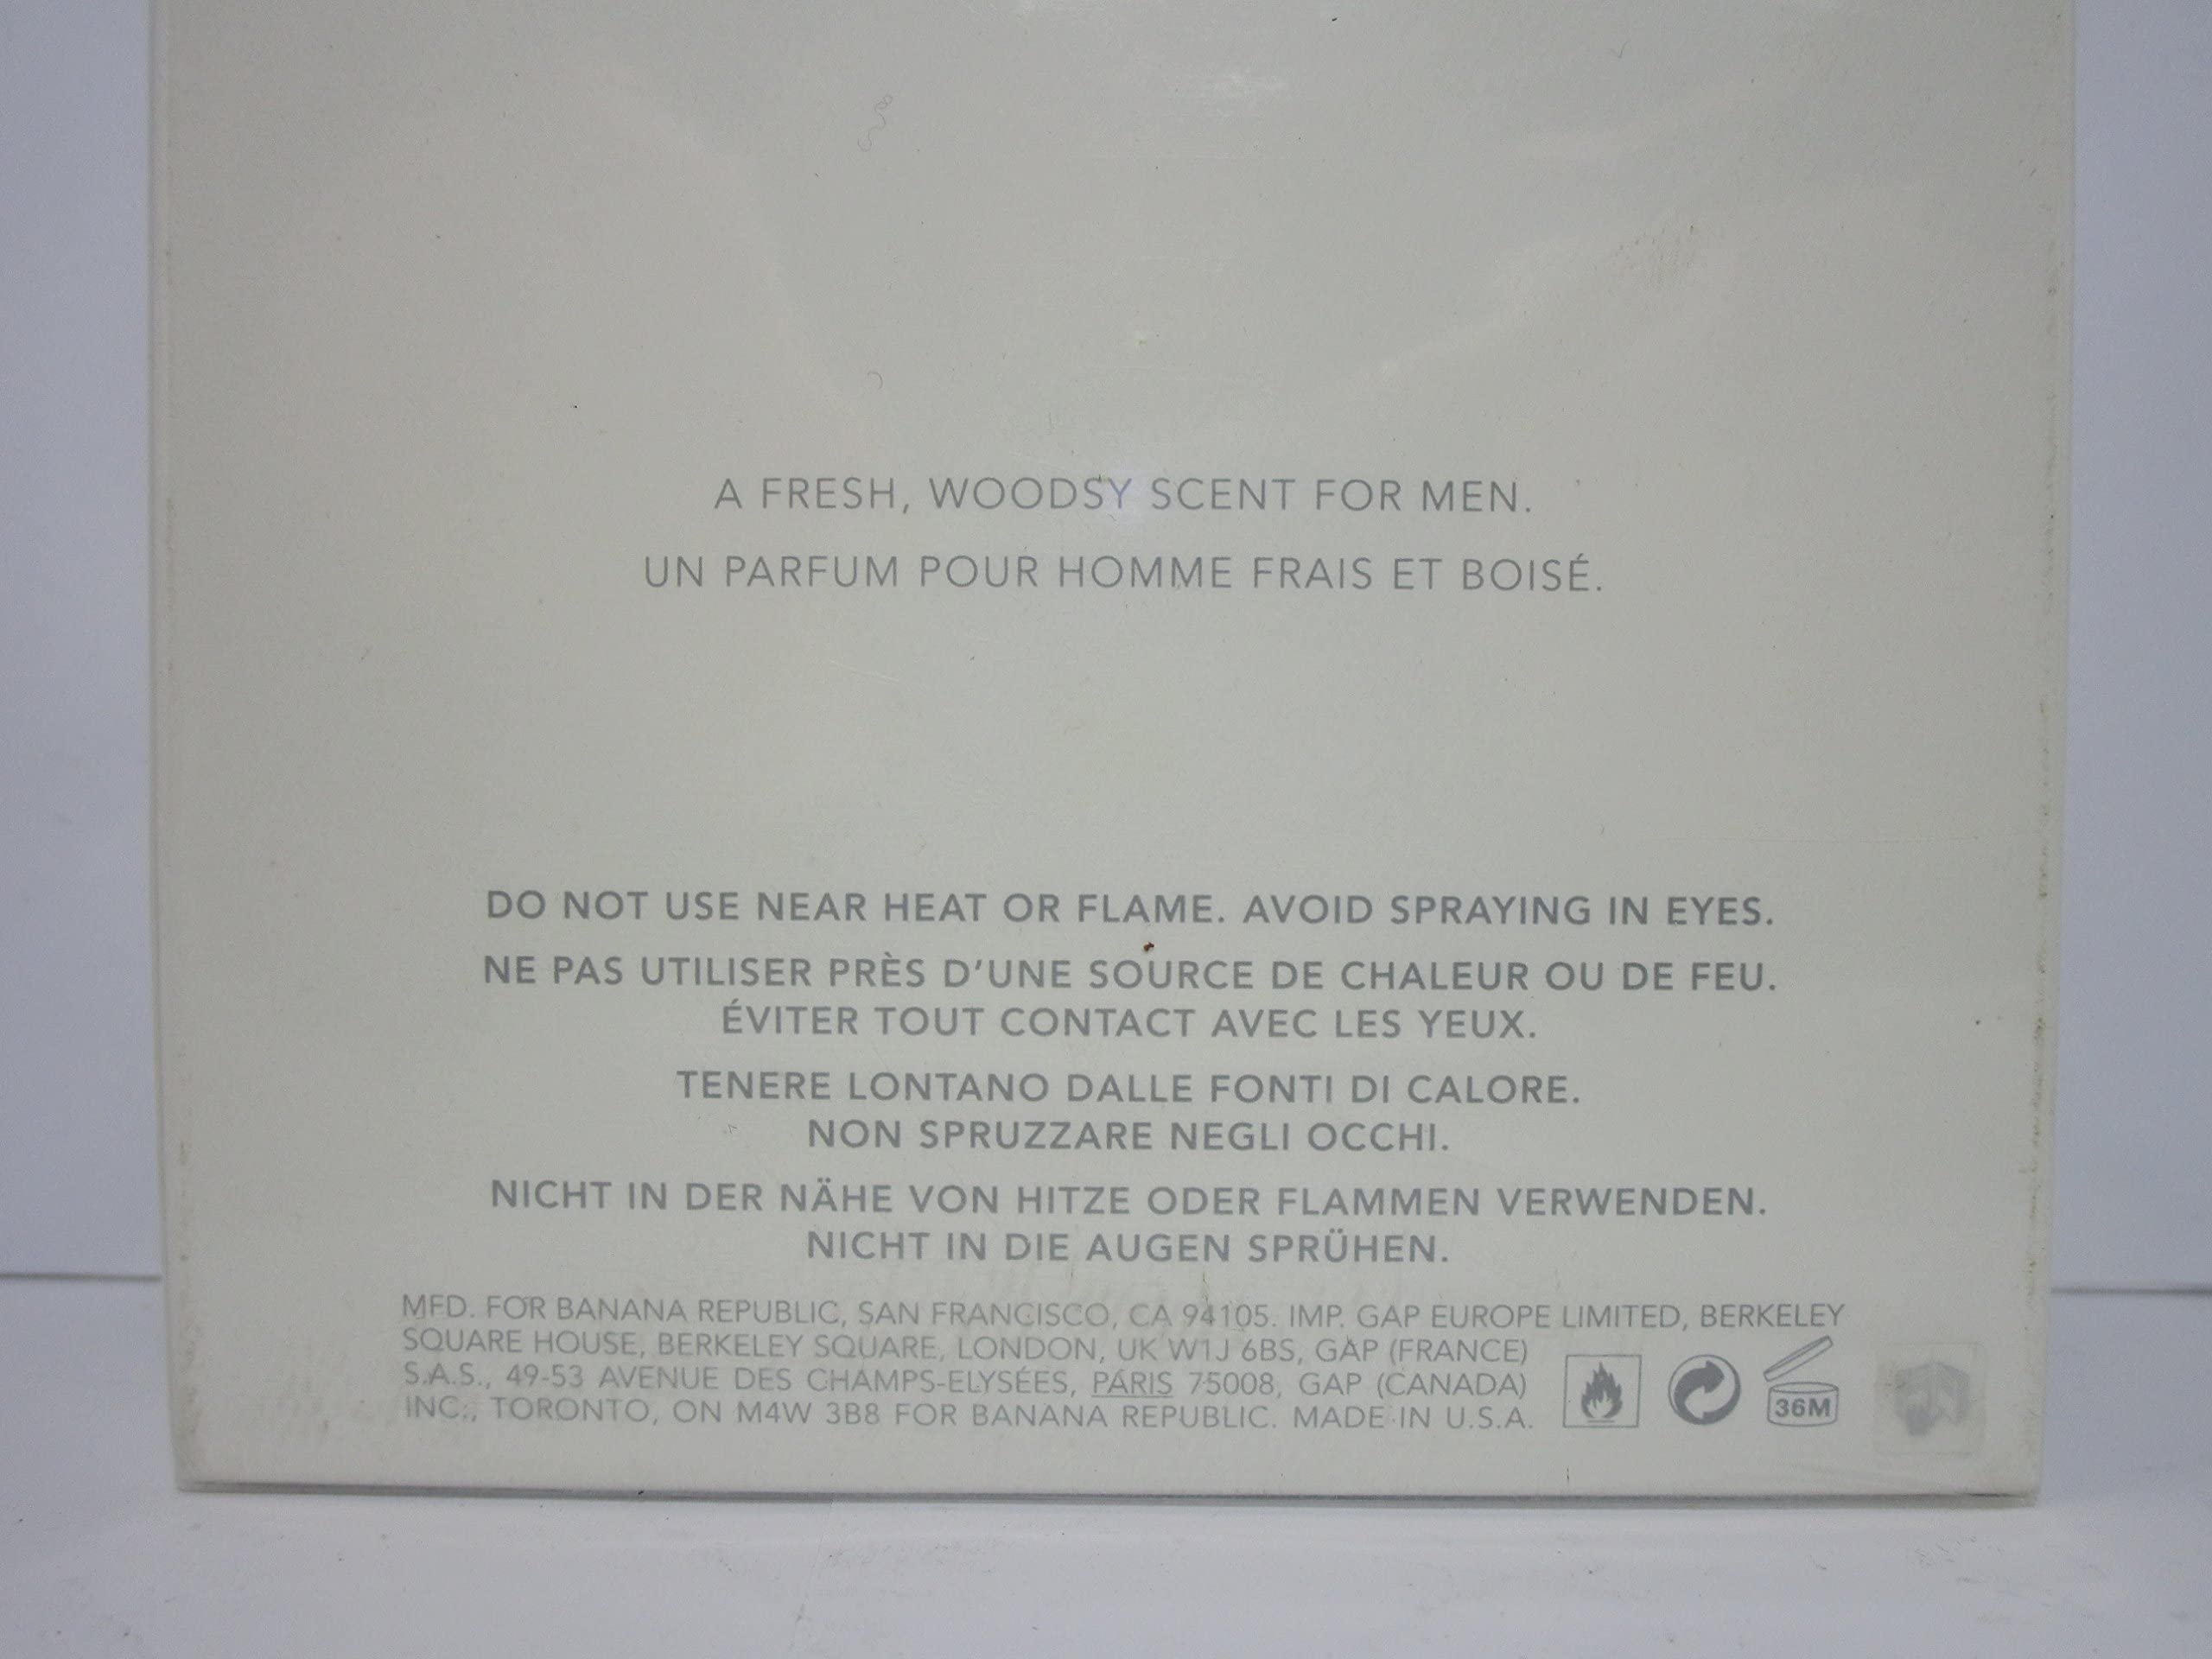 A FRESH, WOODSY SCENT FOR MEN.
UN PARFUM POUR HOMME FRAIS ET BOISÉ.
DO NOT USE NEAR HEAT OR FLAME. AVOID SPRAYING IN EYES.
NE PAS UTILISER PRÈS D'UNE SOURCE DE CHALEUR OU DE FEU.
ÉVITER TOUT CONTACT AVEC LES YEUX.
TENERE LONTANO DALLE FONTI DI CALORE.
NON SPRUZZARE NEGLI OCCHI.
NICHT IN DER NÄHE VON HITZE ODER FLAMMEN VERWENDEN.
NICHT IN DIE AUGEN SPRÜHEN.
MFD. FOR BANANA REPUBLIC, SAN FRANCISCO, CA 94105. IMP. GAP EUROPE LIMITED, BERKELEY
SQUARE HOUSE, BERKELEY SQUARE, LONDON, UK W1J 6BS, GAP (FRANCE)
S.A.S., 49-53 AVENUE DES CHAMPS-ELYSÉES, PARIS 75008, GAP (CANADA)
INC., TORONTO, ON M4W 3B8 FOR BANANA REPUBLIC. MADE IN U.S.A.
36M